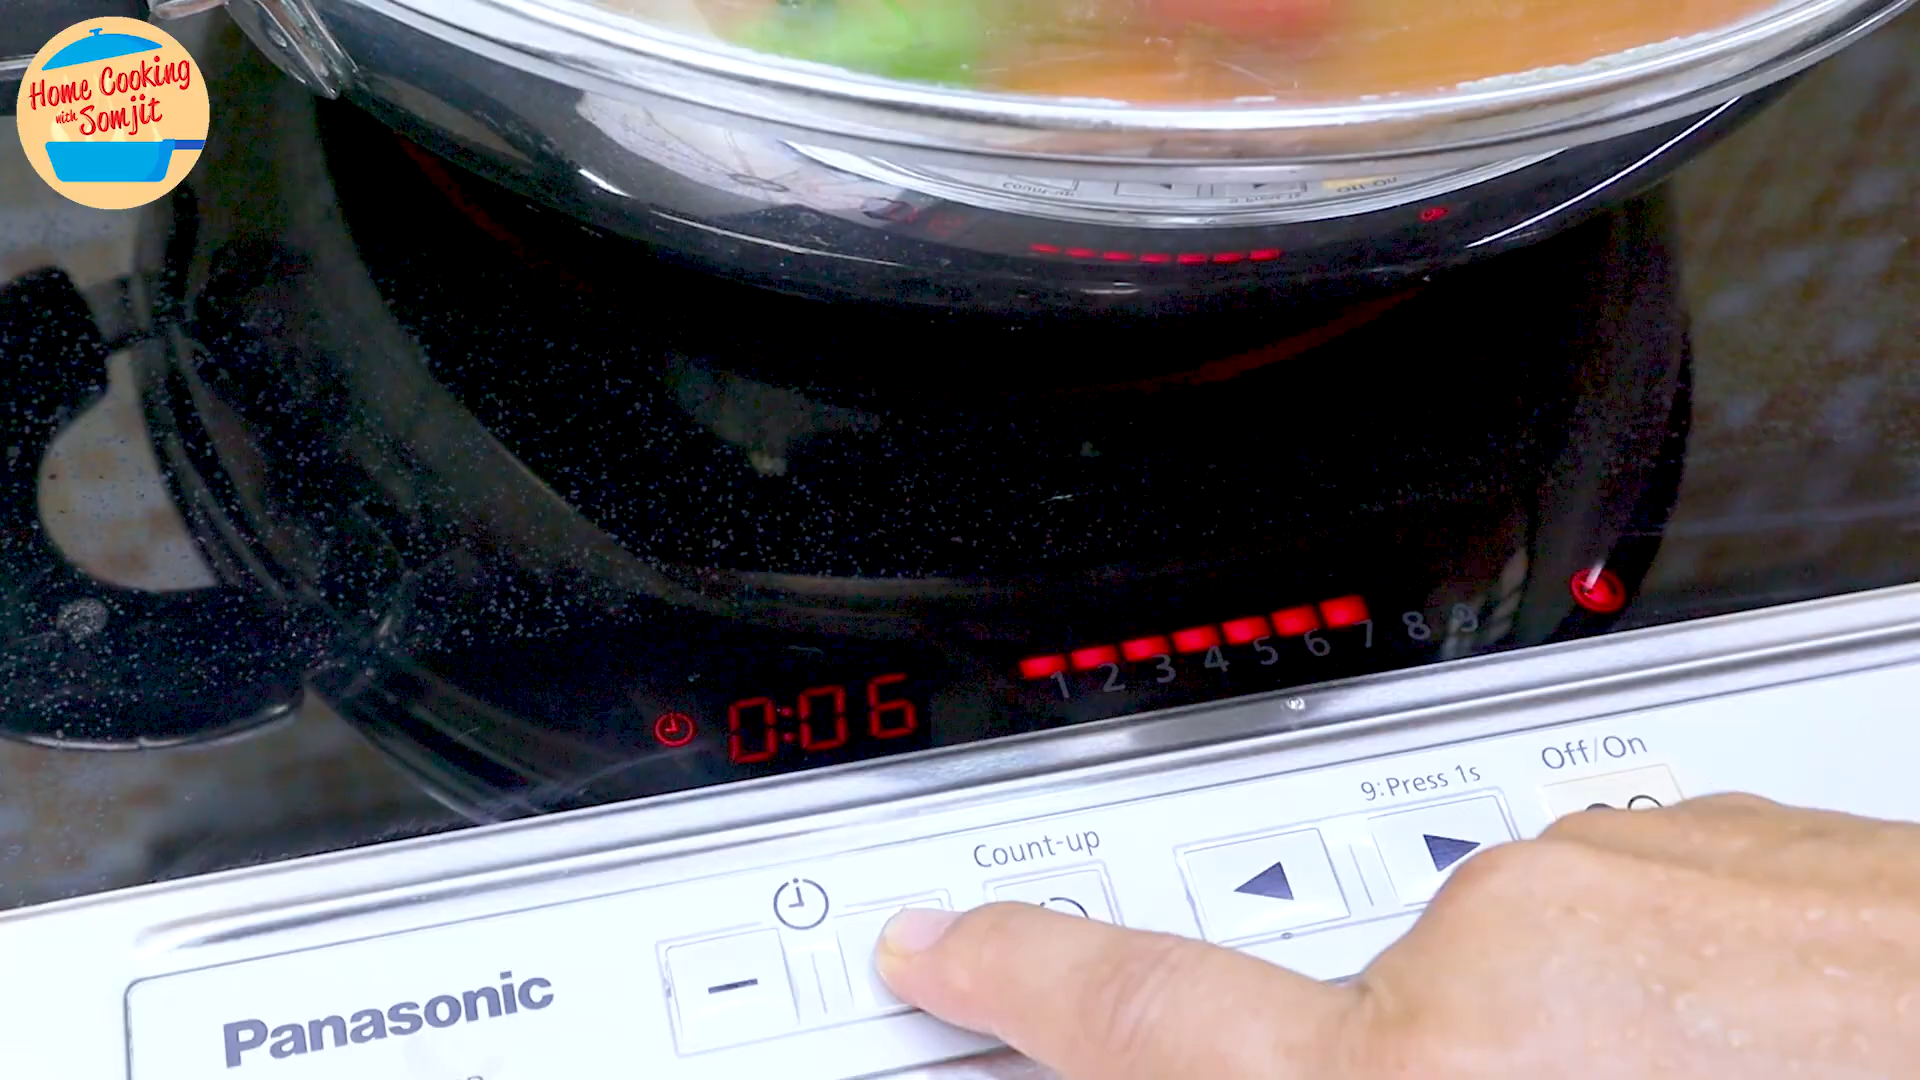 Home Cooking
with Somjit
0:06
1 2 3 4 5 6 7 8 9
Off/On
9:Press 1s
Count-up
Panasonic